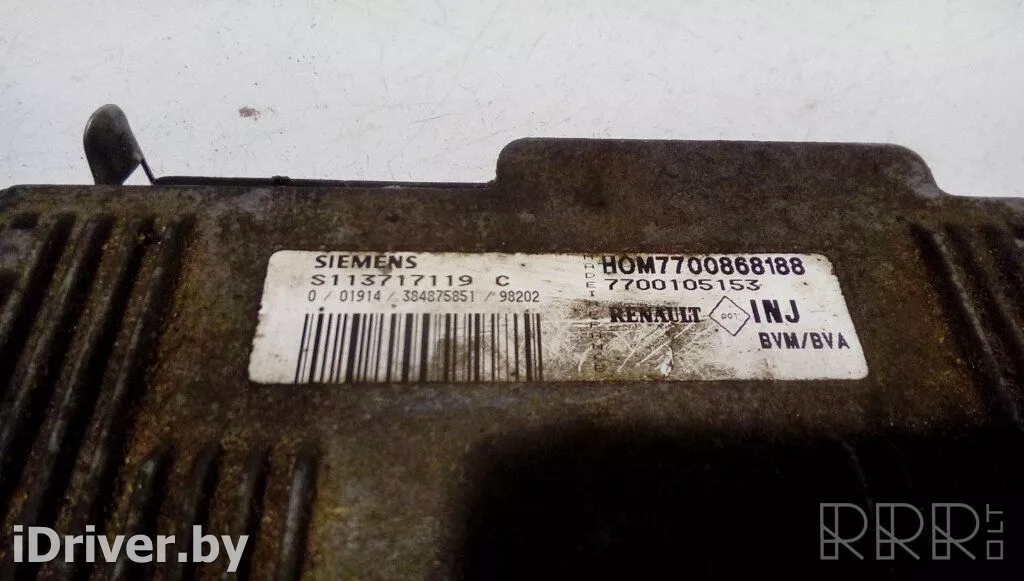 SIEMENS
S113717119 C
0 / 01914 / 384875851 / 98202
HOM7700868188
7700105153
RENAULT
INJ
BVM/BVA
iDriver.by
RRR